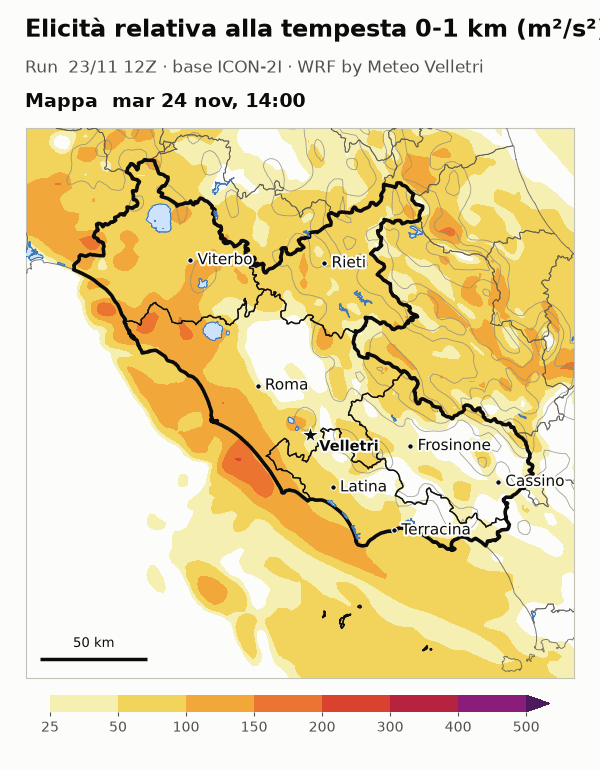 Elicità relativa alla tempesta 0-1 km (m²/s²)
Run 23/11 12Z · base ICON-2I · WRF by Meteo Velletri
Mappa mar 24 nov, 14:00
Viterbo
Rieti
Roma
Velletri
Frosinone
Cassino
Latina
Terracina
50 km
25 50 100 150 200 300 400 500